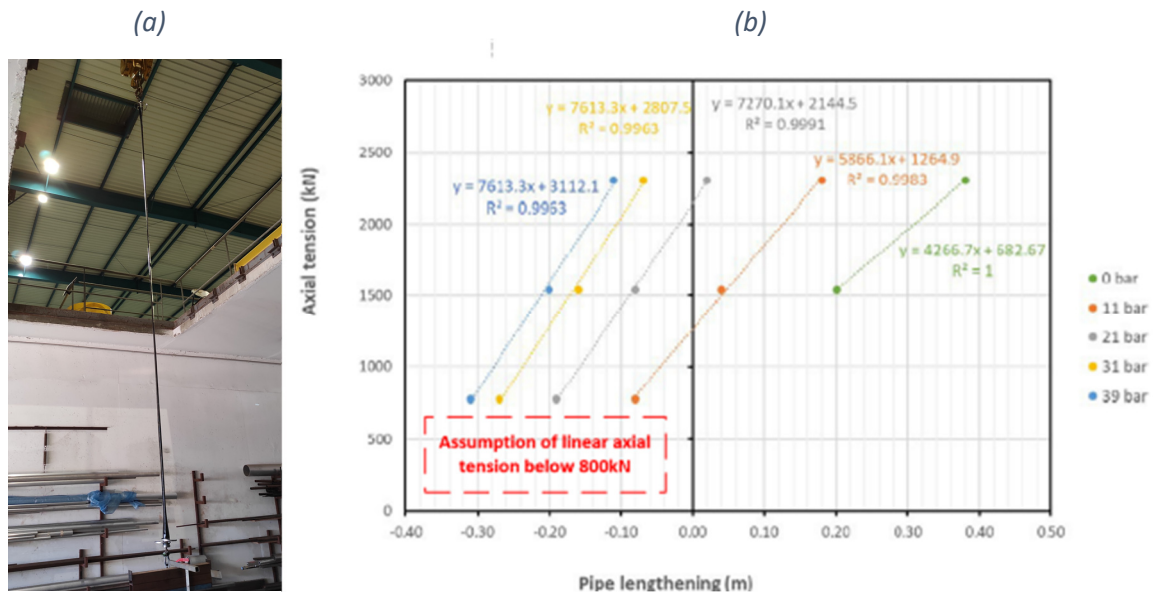 (a)
(b)
3000
2500
2000
1500
1000
500
0
Axial tension (kN)
y = 7613.3x + 2807.5
R² = 0.9963
y = 7270.1x + 2144.5
R² = 0.9991
y = 5866.1x + 1264.9
R² = 0.9983
y = 7613.3x + 3112.1
R² = 0.9963
y = 4266.7x + 682.67
R² = 1
0 bar
11 bar
21 bar
31 bar
39 bar
Assumption of linear axial
tension below 800kN
-0.40 -0.30 -0.20 -0.10 0.00 0.10 0.20 0.30 0.40 0.50
Pipe lengthening (m)